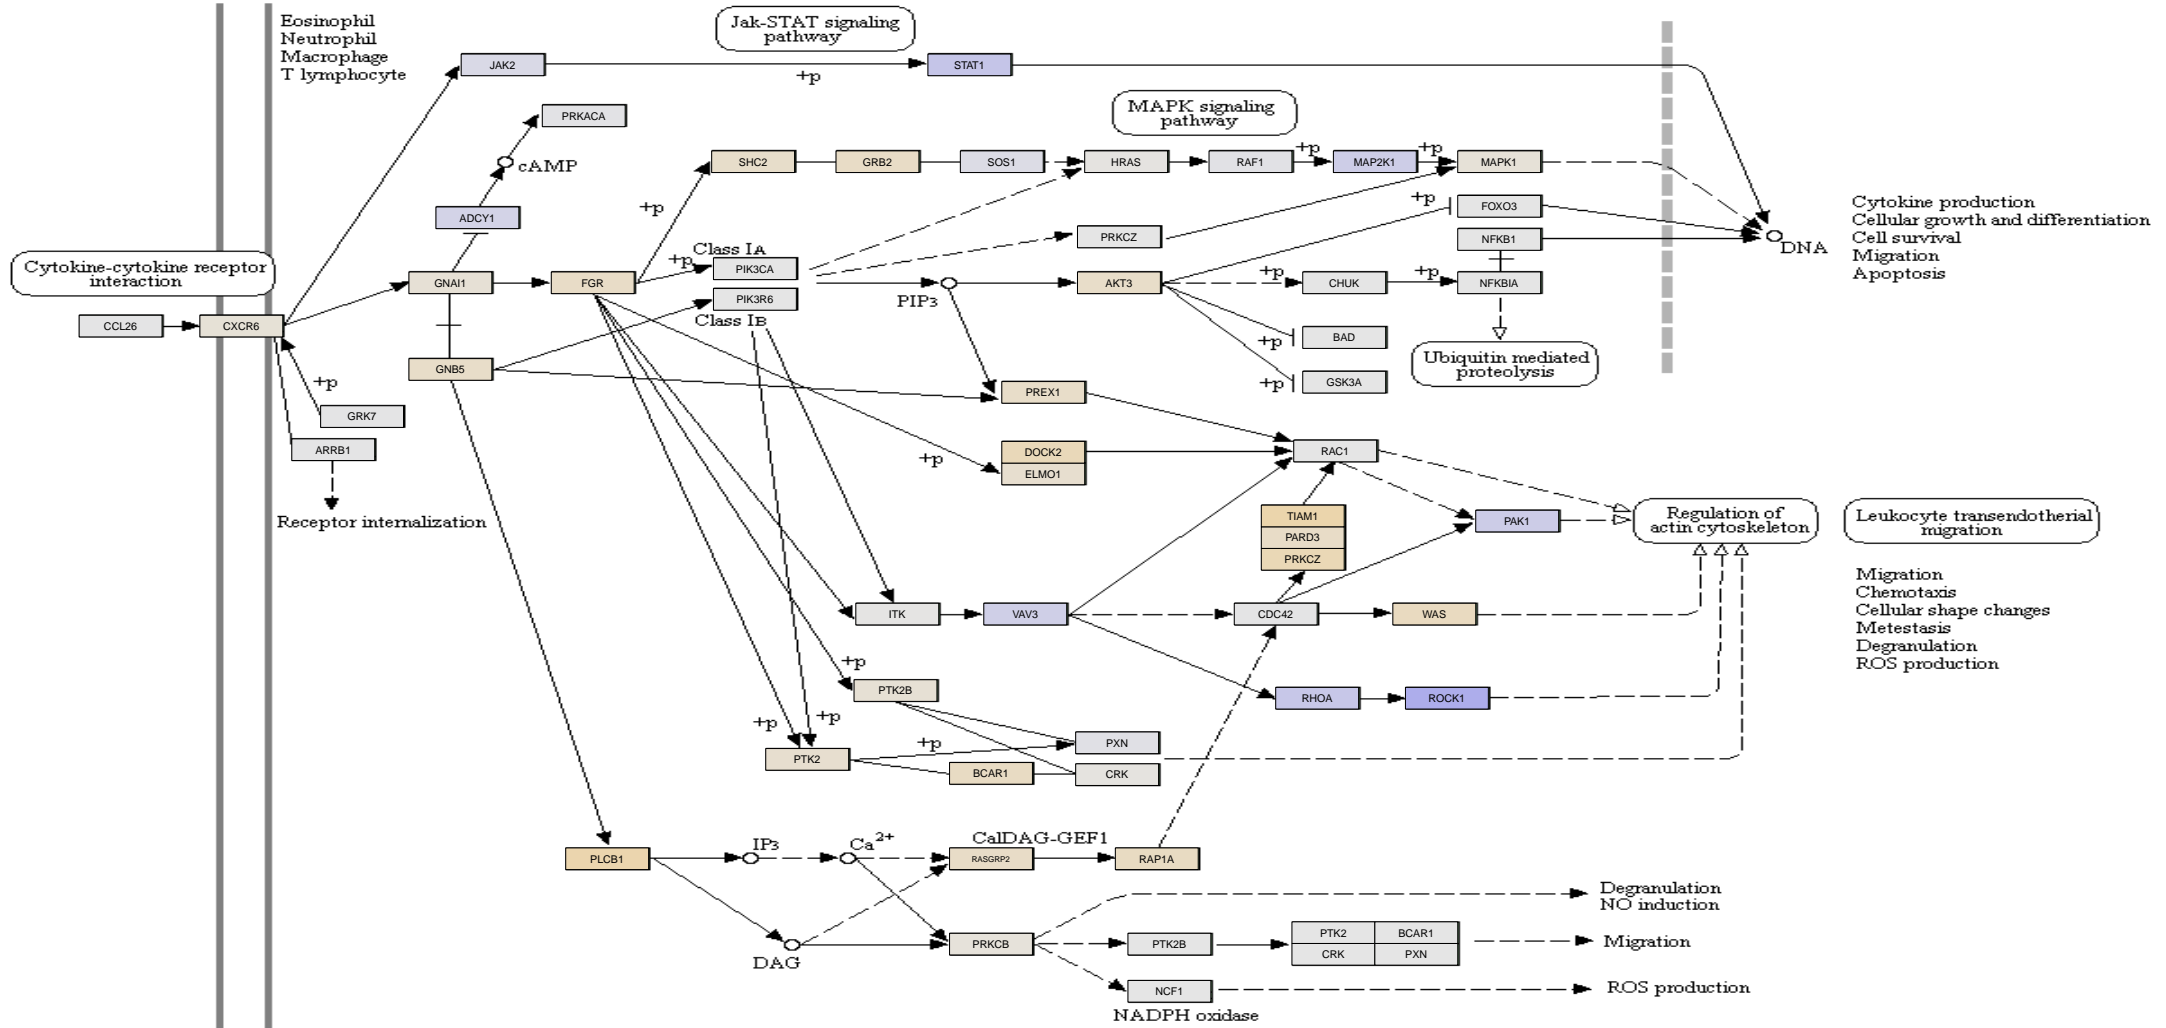 Eosinophil
Neutrophil
Macrophage
T lymphocyte
Jak-STAT signaling
pathway
JAK2
+p
STAT1
PRKACA
cAMP
ADCY1
MAPK signaling
pathway
SHC2
GRB2
SOS1
HRAS
RAF1
+p
MAP2K1
+p
MAPK1
+p
+p
FOXO3
PRKCZ
NFKB1
DNA
Cytokine production
Cellular growth and differentiation
Cell survival
Migration
Apoptosis
Cytokine-cytokine receptor
interaction
Class IA
+p
PIK3CA
PIK3R6
Class IB
GNAI1
FGR
PIP3
AKT3
+p
CHUK
+p
NFKBIA
CCL26
CXCR6
GNB5
+p
BAD
+p
GSK3A
Ubiquitin mediated
proteolysis
+p
GRK7
ARRB1
Receptor internalization
PREX1
+p
DOCK2
ELMO1
RAC1
TIAM1
PARD3
PRKCZ
PAK1
Regulation of
actin cytoskeleton
Leukocyte transendotherial
migration
Migration
Chemotaxis
Cellular shape changes
Metestasis
Degranulation
ROS production
ITK
VAV3
CDC42
WAS
+p
PTK2B
RHOA
ROCK1
+p
+p
PTK2
+p
PXN
BCAR1
CRK
PLCB1
IP3
Ca2+
CalDAG-GEF1
RASGRP2
RAP1A
DAG
PRKCB
Degranulation
NO induction
PTK2B
PTK2
BCAR1
CRK
PXN
Migration
NCF1
NADPH oxidase
ROS production